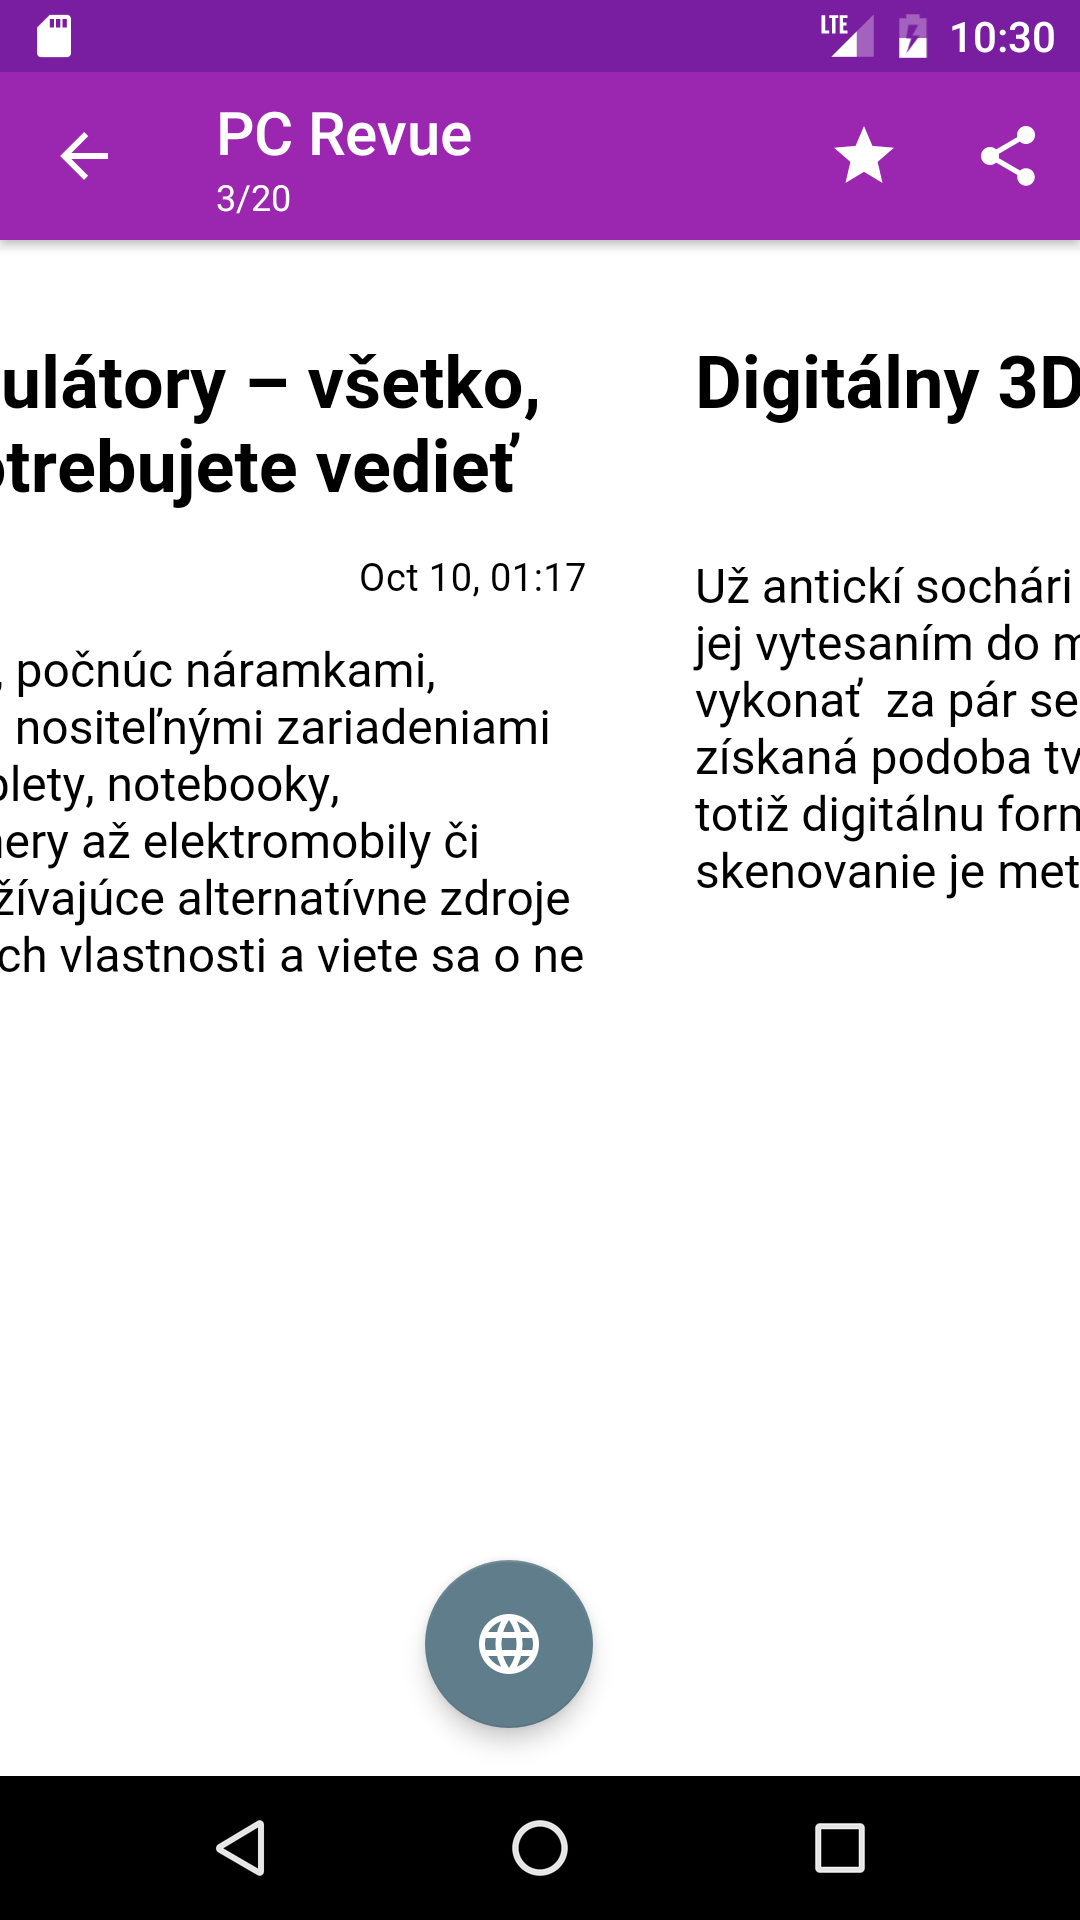 LTE 10:30
PC Revue
3/20
ulátory – všetko,
otrebujete vedieť
Oct 10, 01:17
, počnúc náramkami,
nositeľnými zariadeniami
blety, notebooky,
nery až elektromobily či
žívajúce alternatívne zdroje
ch vlastnosti a viete sa o ne
Digitálny 3D
Už antickí sochári
jej vytesaním do m
vykonať za pár se
získaná podoba tv
totiž digitálnu form
skenovanie je met